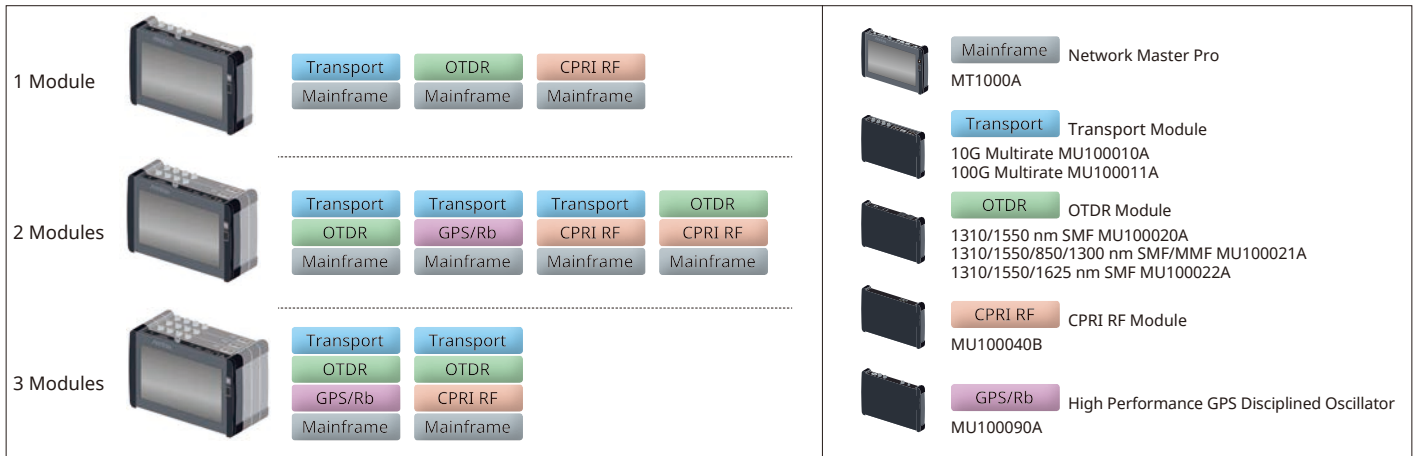 1 Module
Transport OTDR CPRI RF
Mainframe Mainframe Mainframe
2 Modules
Transport Transport Transport OTDR
OTDR GPS/Rb CPRI RF CPRI RF
Mainframe Mainframe Mainframe Mainframe
3 Modules
Transport Transport
OTDR OTDR
GPS/Rb CPRI RF
Mainframe Mainframe
Mainframe Network Master Pro
MT1000A
Transport Transport Module
10G Multirate MU100010A
100G Multirate MU100011A
OTDR OTDR Module
1310/1550 nm SMF MU100020A
1310/1550/850/1300 nm SMF/MMF MU100021A
1310/1550/1625 nm SMF MU100022A
CPRI RF CPRI RF Module
MU100040B
GPS/Rb High Performance GPS Disciplined Oscillator
MU100090A